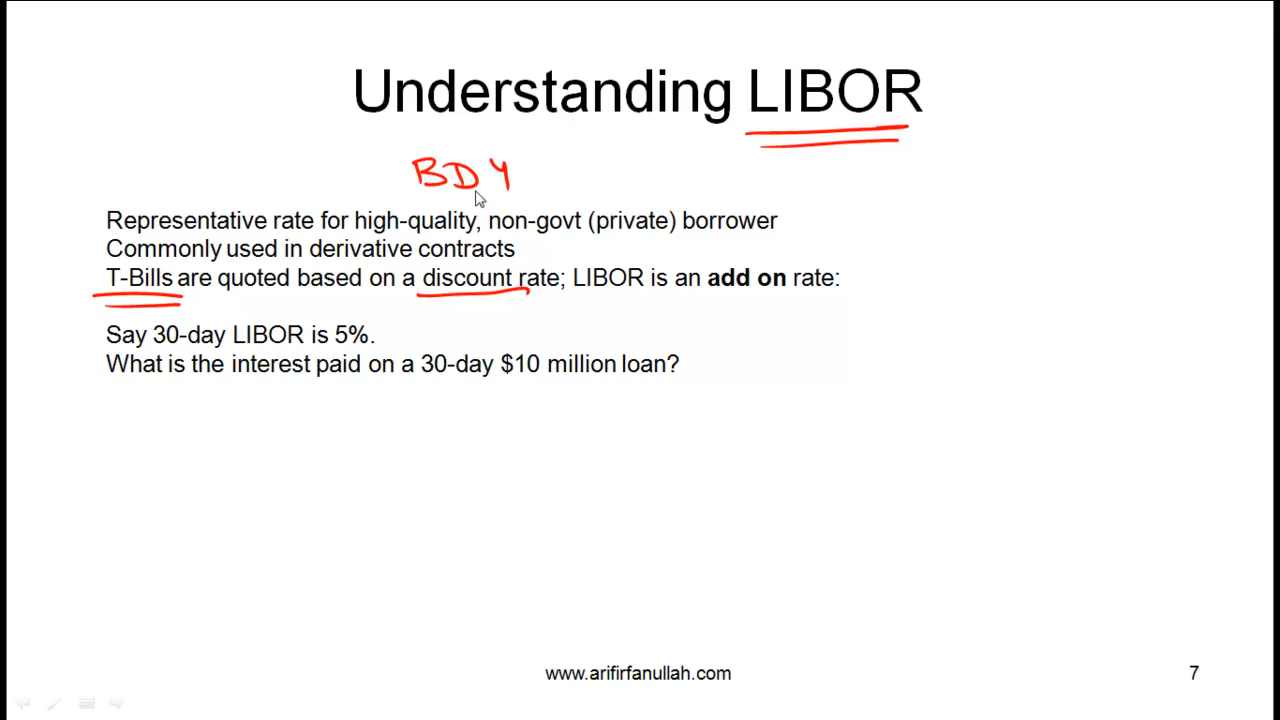 Understanding LIBOR
BDY
Representative rate for high-quality, non-govt (private) borrower
Commonly used in derivative contracts
T-Bills are quoted based on a discount rate; LIBOR is an add on rate:
Say 30-day LIBOR is 5%.
What is the interest paid on a 30-day $10 million loan?
www.arifirfanullah.com
7